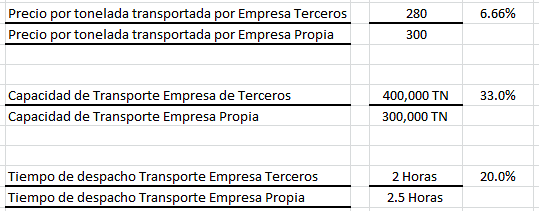 Precio por tonelada transportada por Empresa Terceros 280 6.66%
Precio por tonelada transportada por Empresa Propia 300
Capacidad de Transporte Empresa de Terceros 400,000 TN 33.0%
Capacidad de Transporte Empresa Propia 300,000 TN
Tiempo de despacho Transporte Empresa Terceros 2 Horas 20.0%
Tiempo de despacho Transporte Empresa Propia 2.5 Horas